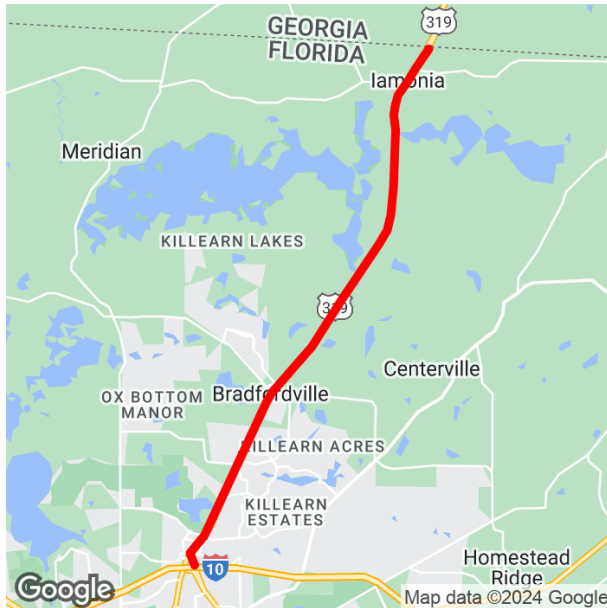 319
GEORGIA
FLORIDA
Iamonia
Meridian
KILLEARN LAKES
319
Centerville
OX BOTTOM
MANOR
Bradfordville
KILLEARN ACRES
KILLEARN
ESTATES
10
Homestead
Ridge
Google
Map data ©2024 Google